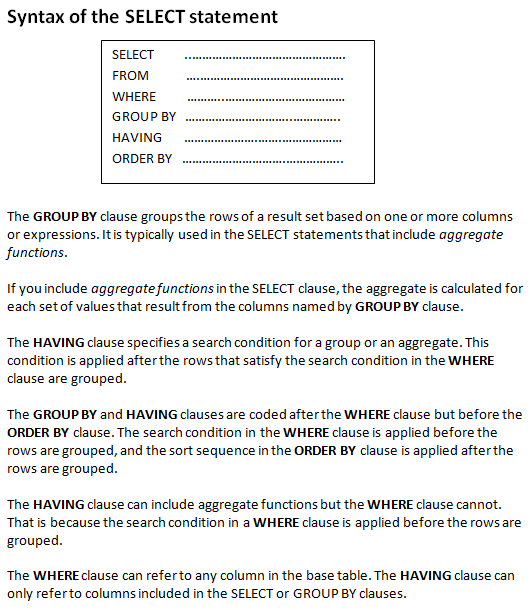 Syntax of the SELECT statement
SELECT ................................................
FROM ................................................
WHERE ................................................
GROUP BY ................................................
HAVING ................................................
ORDER BY ................................................
The GROUP BY clause groups the rows of a result set based on one or more columns
or expressions. It is typically used in the SELECT statements that include aggregate
functions.
If you include aggregate functions in the SELECT clause, the aggregate is calculated for
each set of values that result from the columns named by GROUP BY clause.
The HAVING clause specifies a search condition for a group or an aggregate. This
condition is applied after the rows that satisfy the search condition in the WHERE
clause are grouped.
The GROUP BY and HAVING clauses are coded after the WHERE clause but before the
ORDER BY clause. The search condition in the WHERE clause is applied before the
rows are grouped, and the sort sequence in the ORDER BY clause is applied after the
rows are grouped.
The HAVING clause can include aggregate functions but the WHERE clause cannot.
That is because the search condition in a WHERE clause is applied before the rows are
grouped.
The WHERE clause can refer to any column in the base table. The HAVING clause can
only refer to columns included in the SELECT or GROUP BY clauses.